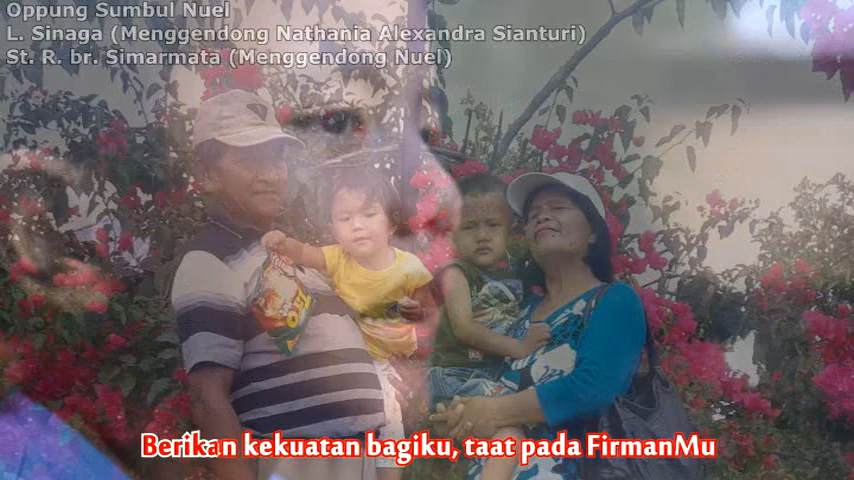 Oppung Sumbul Nuel
L. Sinaga (Menggendong Nathania Alexandra Sianturi)
St. R. br. Simarmata (Menggendong Nuel)
Berikan kekuatan bagiku, taat pada FirmanMu